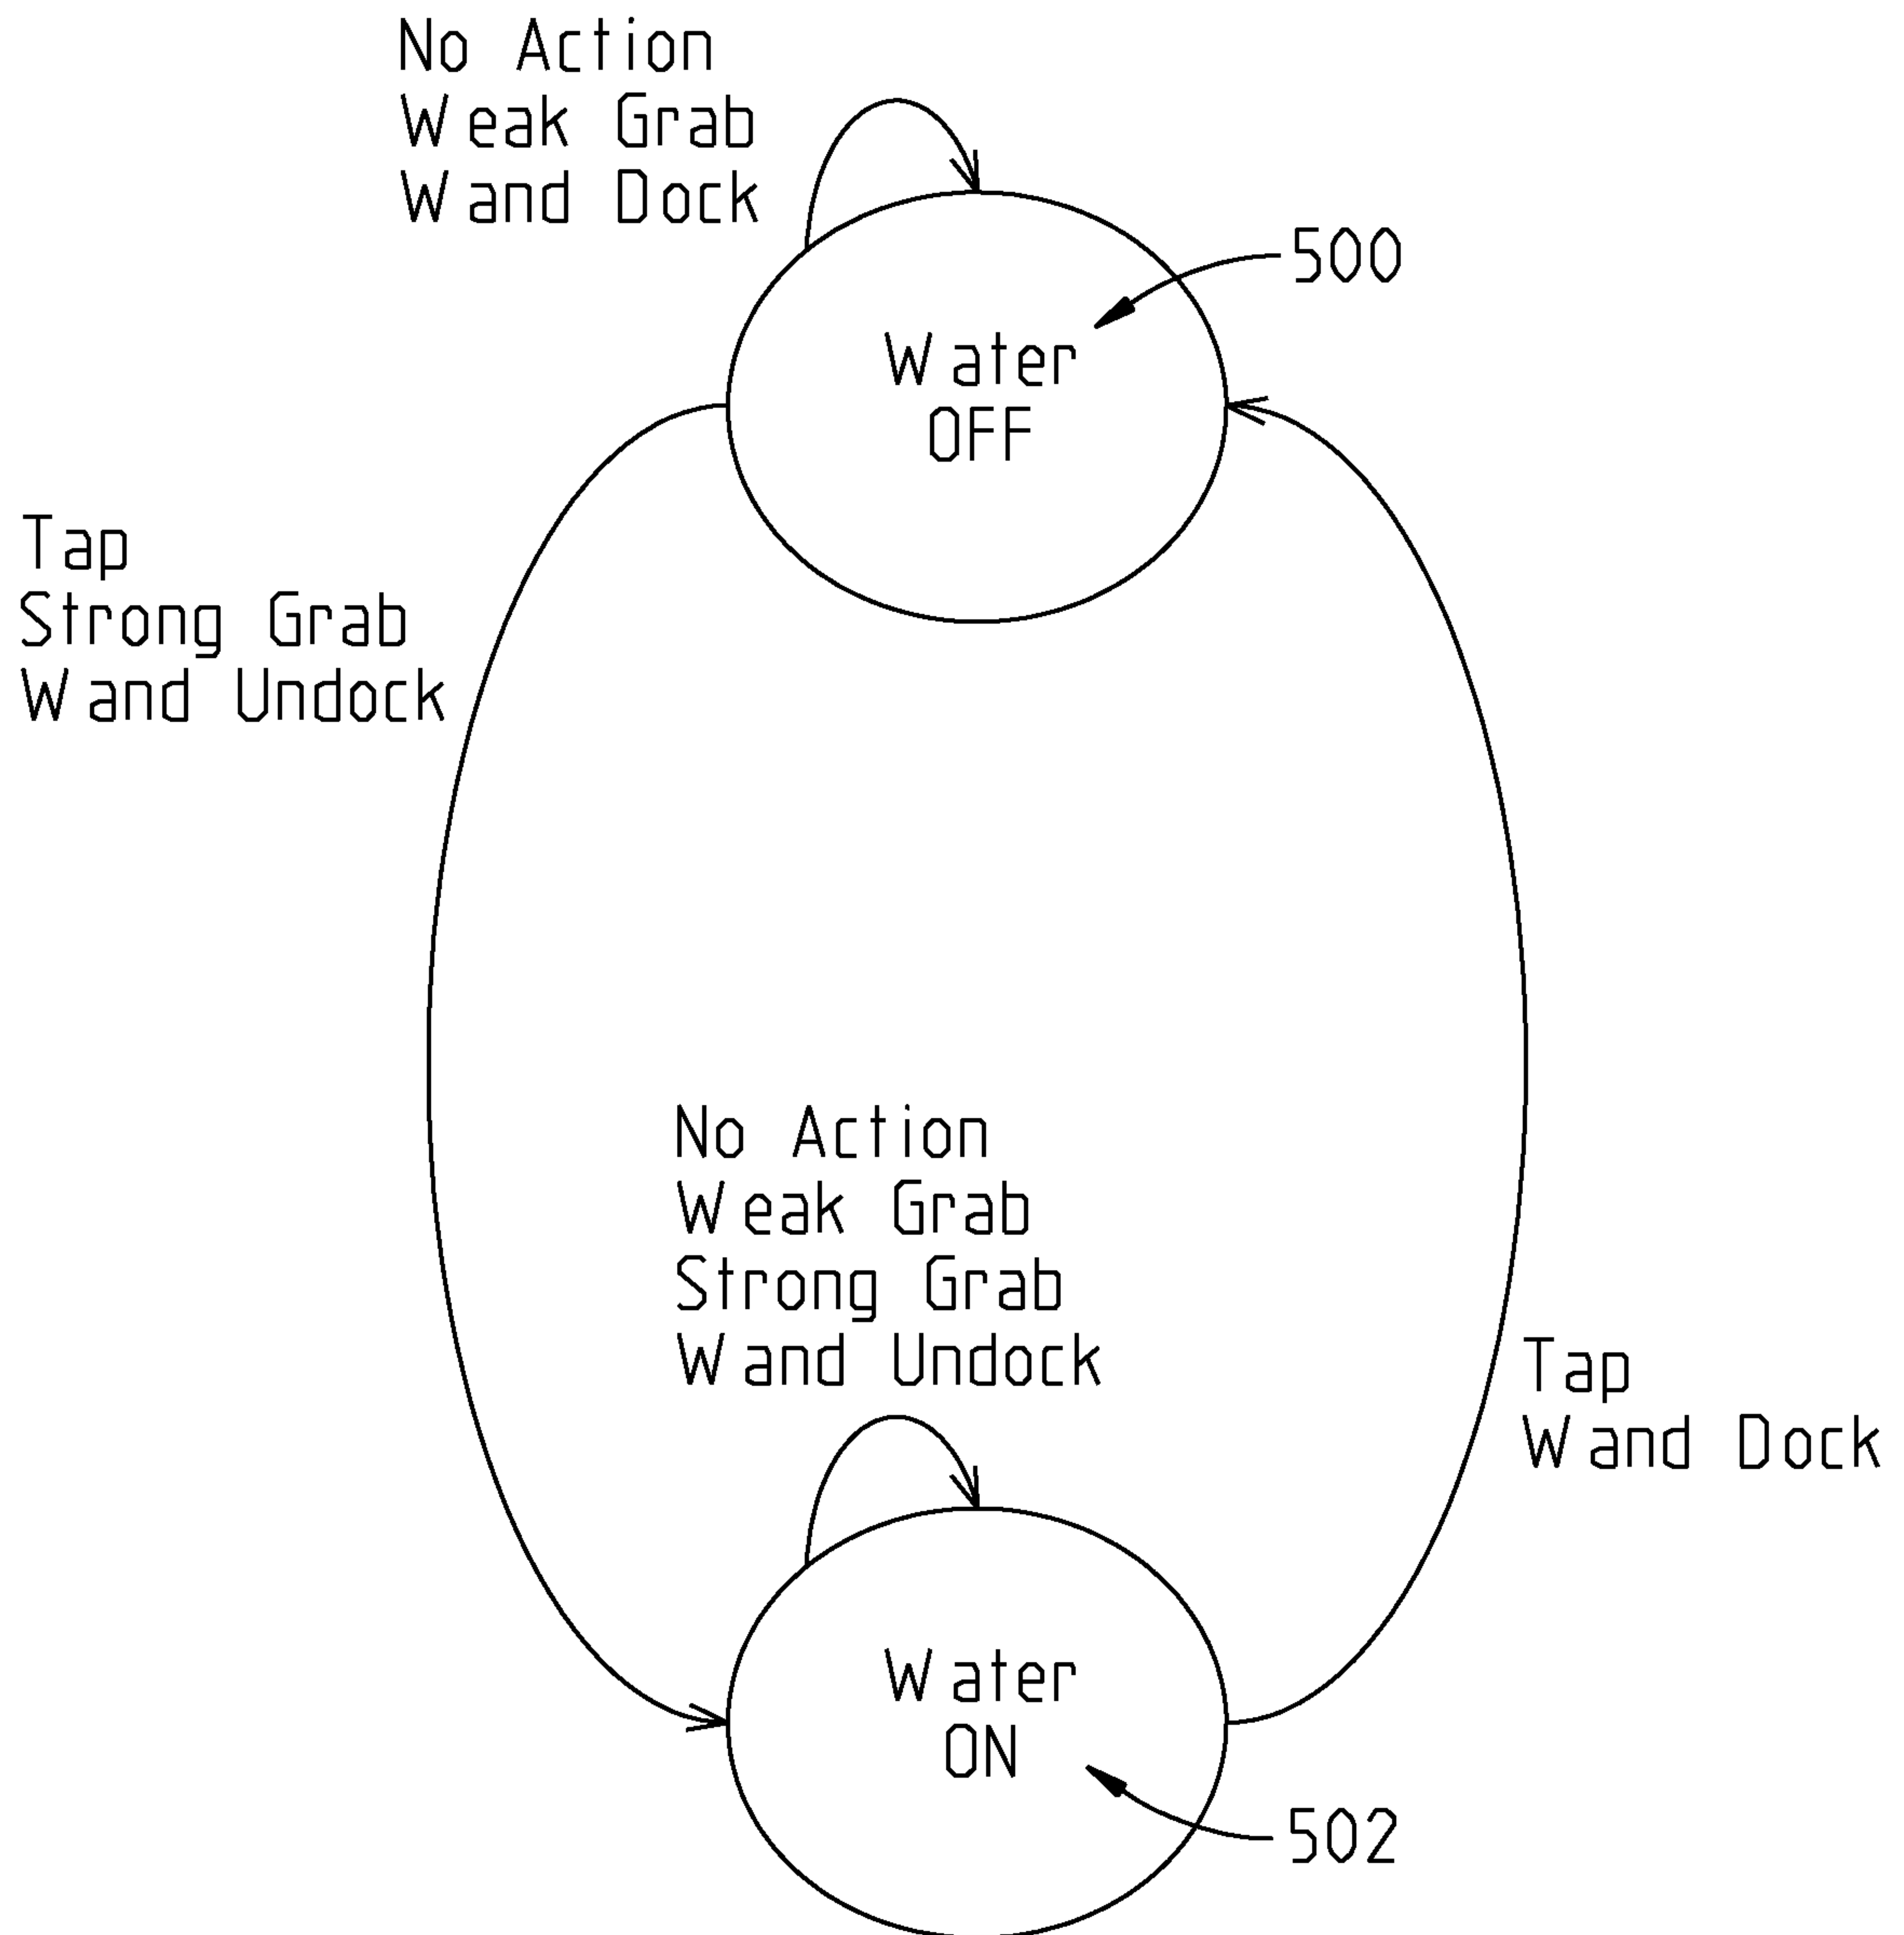 No Action
Weak Grab
Wand Dock
500
Water
OFF
Tap
Strong Grab
Wand Undock
No Action
Weak Grab
Strong Grab
Wand Undock
Tap
Wand Dock
Water
ON
502